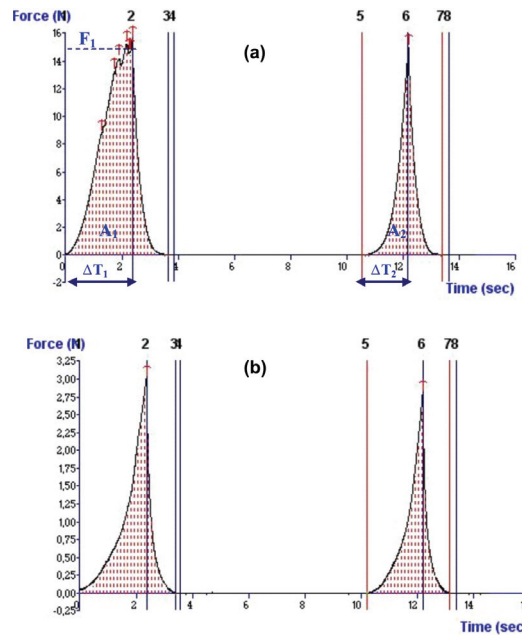 Force (N) 1 2 34 5 6 78
16
F1
(a)
14
12
10
8
6
4
2
A1
A2
0
0 2 4 6 8 10 12 14 16
-2
ΔT1
ΔT2
Time (sec)
Force (N) 1 2 34 5 6 78
3,25
(b)
3,00
2,75
2,50
2,25
2,00
1,75
1,50
1,25
1,00
0,75
0,50
0,25
0,00
-0,25
0 2 4 6 8 10 12 14
Time (sec)